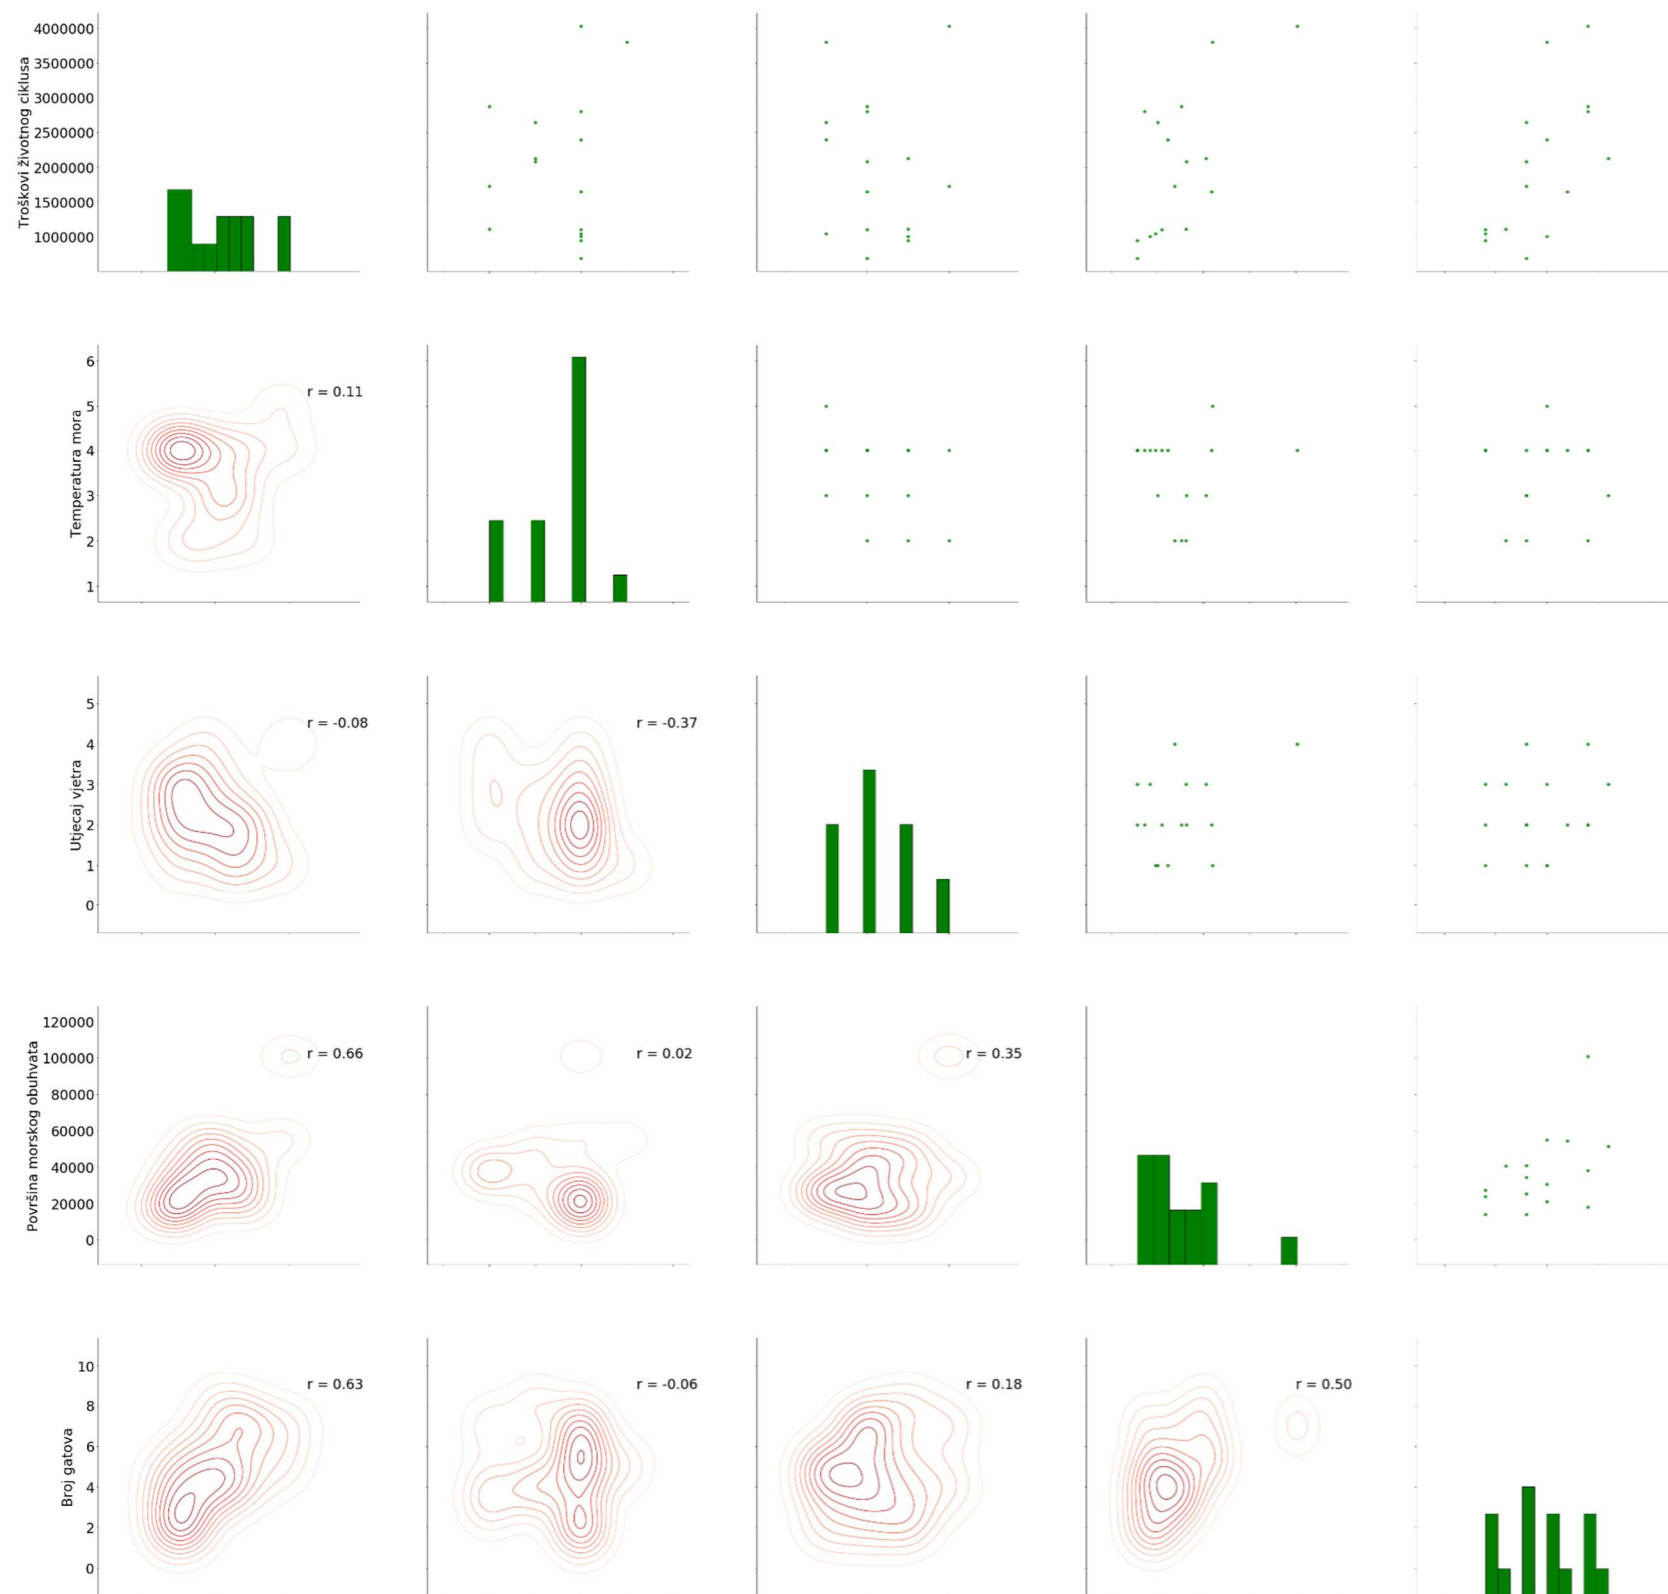 Troškovi životnog ciklusa
4000000
3500000
3000000
2500000
2000000
1500000
1000000
Temperatura mora
6
5
4
3
2
1
r = 0.11
Utjecaj vjetra
5
4
3
2
1
0
r = -0.08
r = -0.37
Površina morskog obuhvata
120000
100000
80000
60000
40000
20000
0
r = 0.66
r = 0.02
r = 0.35
Broj gatova
10
8
6
4
2
0
r = 0.63
r = -0.06
r = 0.18
r = 0.50